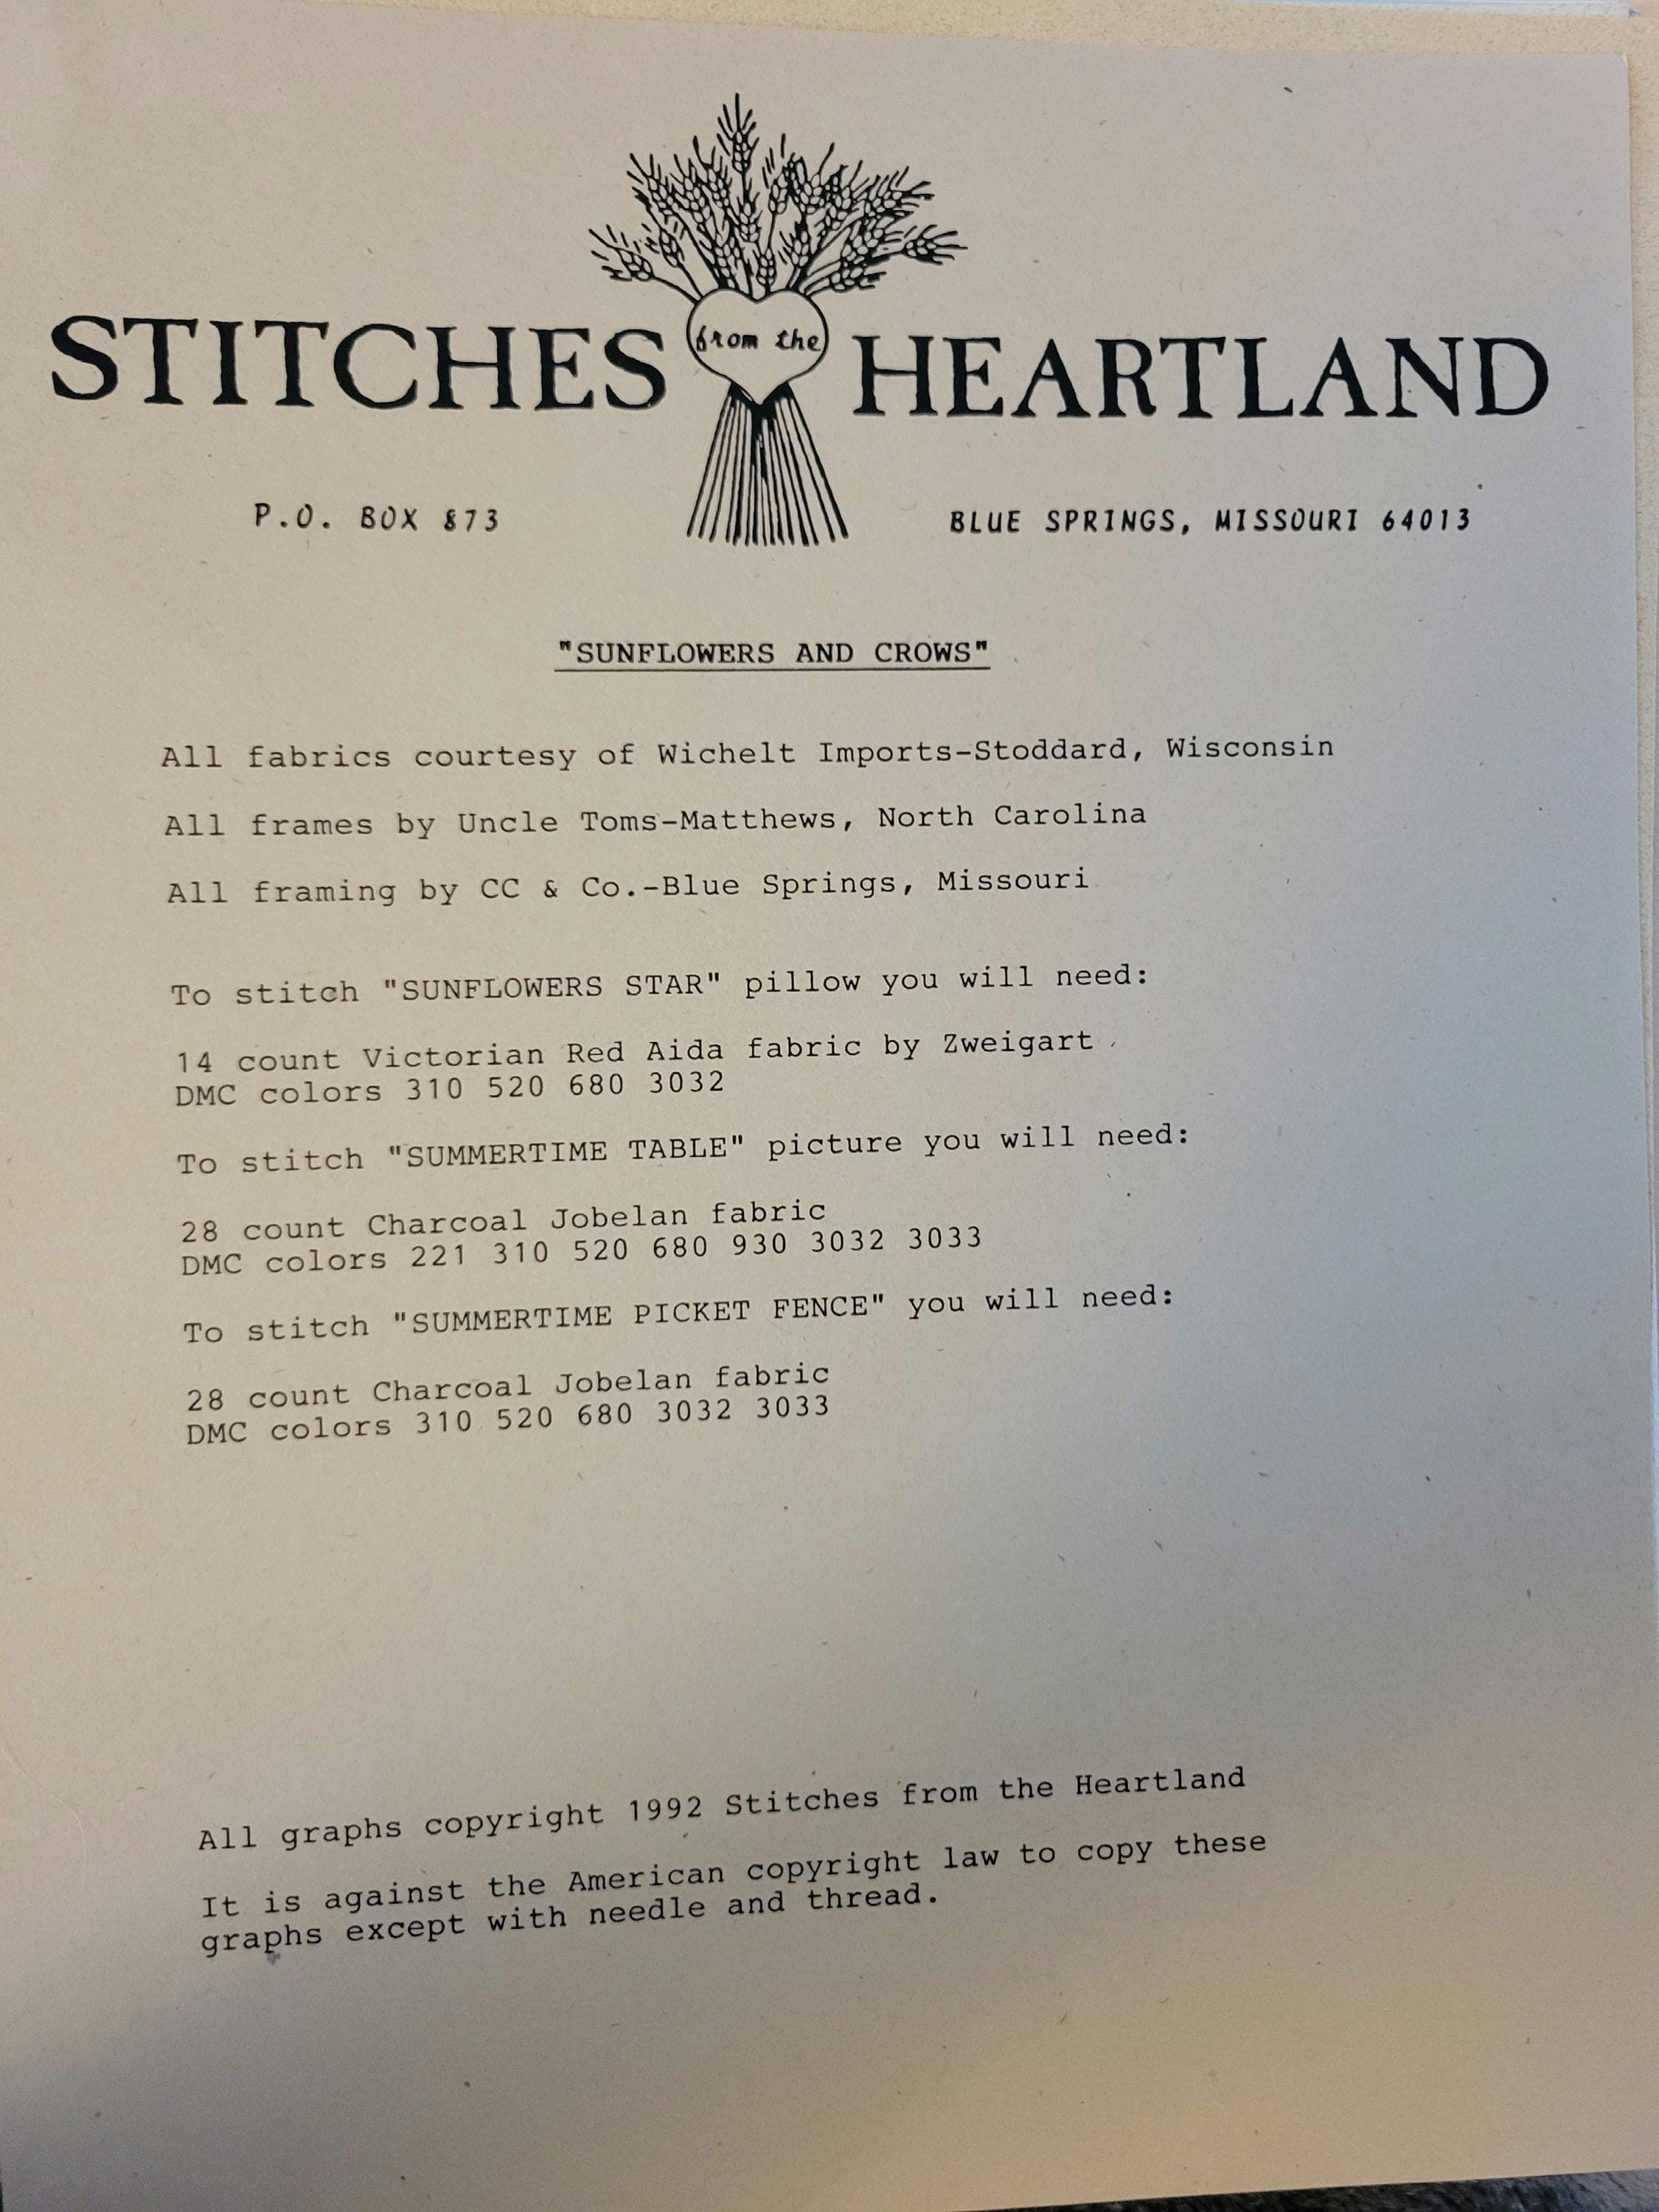 STITCHES from the HEARTLAND
P.O. BOX 873 BLUE SPRINGS, MISSOURI 64013
"SUNFLOWERS AND CROWS"
All fabrics courtesy of Wichelt Imports-Stoddard, Wisconsin
All frames by Uncle Toms-Matthews, North Carolina
All framing by CC & Co.-Blue Springs, Missouri
To stitch "SUNFLOWERS STAR" pillow you will need:
14 count Victorian Red Aida fabric by Zweigart
DMC colors 310 520 680 3032
To stitch "SUMMERTIME TABLE" picture you will need:
28 count Charcoal Jobelan fabric
DMC colors 221 310 520 680 930 3032 3033
To stitch "SUMMERTIME PICKET FENCE" you will need:
28 count Charcoal Jobelan fabric
DMC colors 310 520 680 3032 3033
All graphs copyright 1992 Stitches from the Heartland
It is against the American copyright law to copy these
graphs except with needle and thread.